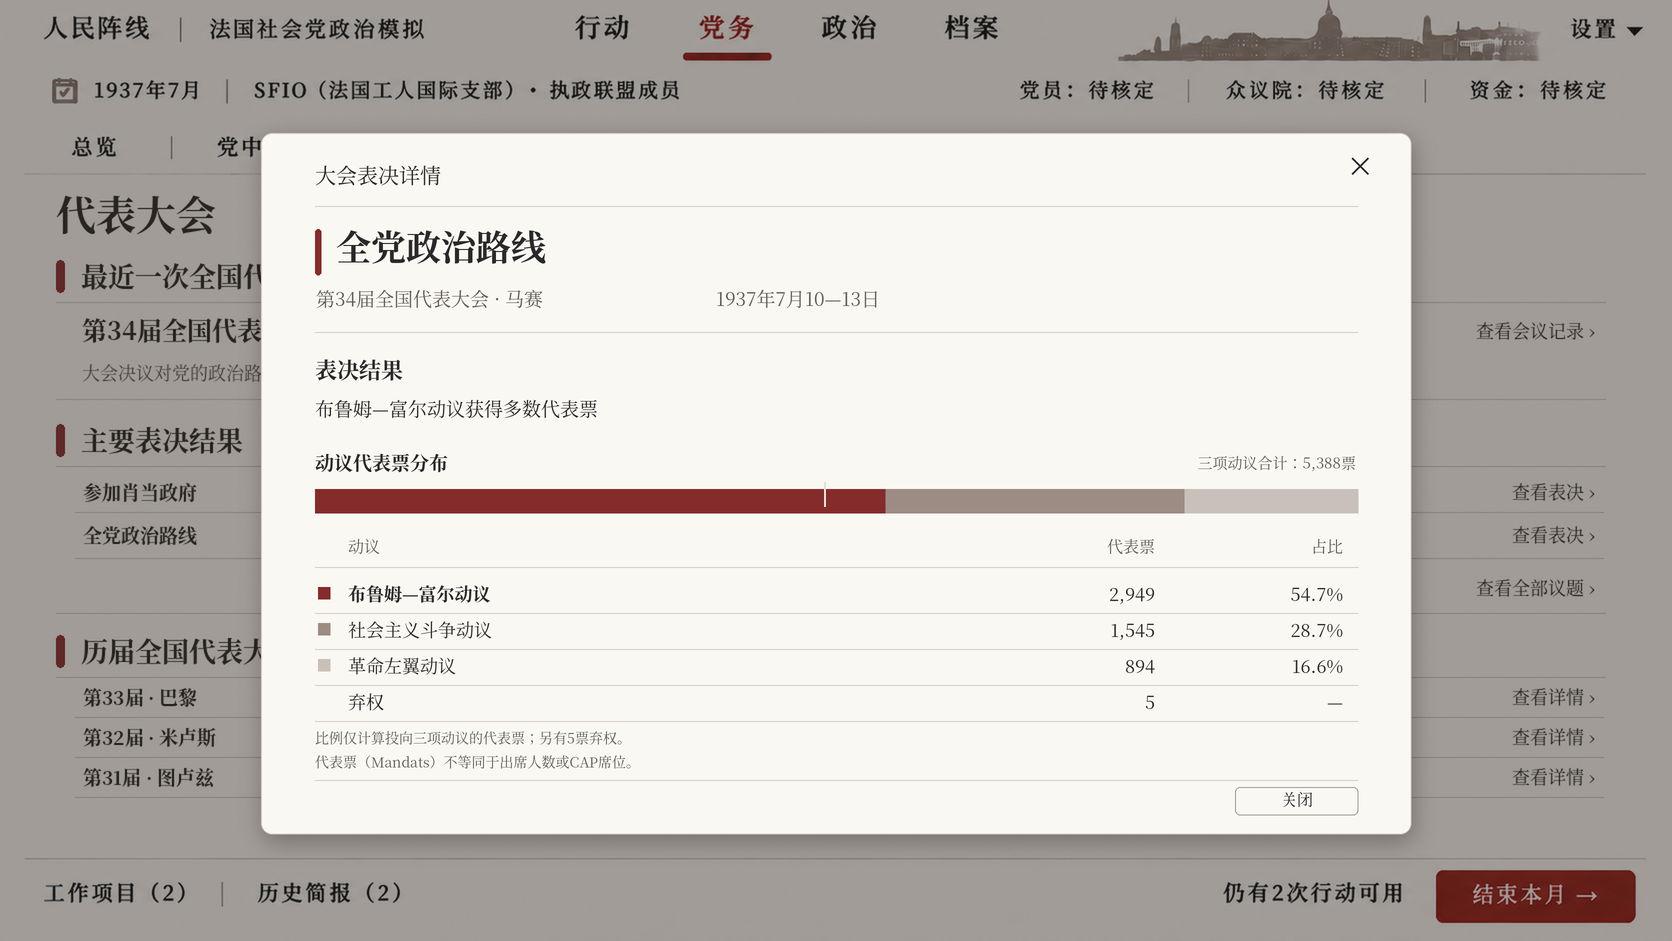 人民阵线 | 法国社会党政治模拟 行动 党务 政治 档案 设置
1937年7月 | SFIO（法国工人国际支部）· 执政联盟成员 党员：待核定 | 众议院：待核定 | 资金：待核定
总览 | 党中
代表大会
最近一次全国代
第34届全国代表 查看会议记录 ›
大会决议对党的政治路
主要表决结果
参加肖当政府 查看表决 ›
全党政治路线 查看表决 ›
查看全部议题 ›
历届全国代表大
第33届 · 巴黎 查看详情 ›
第32届 · 米卢斯 查看详情 ›
第31届 · 图卢兹 查看详情 ›
大会表决详情
全党政治路线
第34届全国代表大会 · 马赛 1937年7月10—13日
表决结果
布鲁姆—富尔动议获得多数代表票
动议代表票分布 三项动议合计：5,388票
动议 代表票 占比
布鲁姆—富尔动议 2,949 54.7%
社会主义斗争动议 1,545 28.7%
革命左翼动议 894 16.6%
弃权 5 —
比例仅计算投向三项动议的代表票；另有5票弃权。
代表票（Mandats）不等同于出席人数或CAP席位。
关闭
工作项目（2） | 历史简报（2） 仍有2次行动可用 结束本月 →